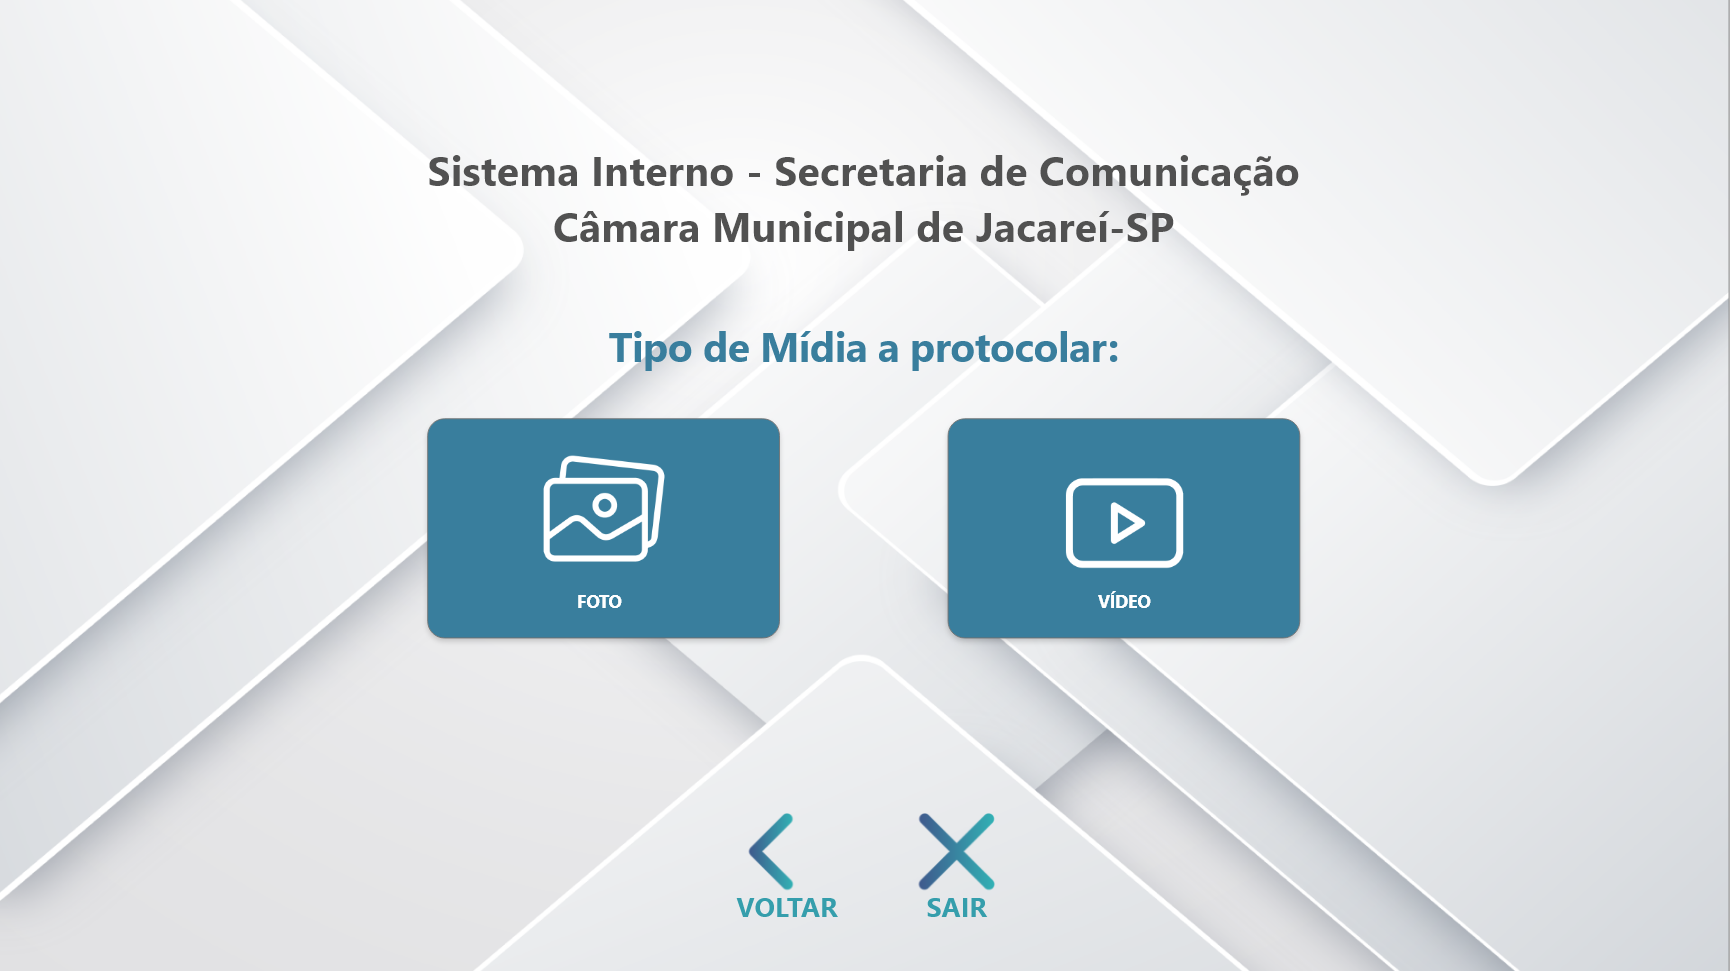 Sistema Interno - Secretaria de Comunicação
Câmara Municipal de Jacareí-SP
Tipo de Mídia a protocolar:
FOTO
VÍDEO
VOLTAR
SAIR